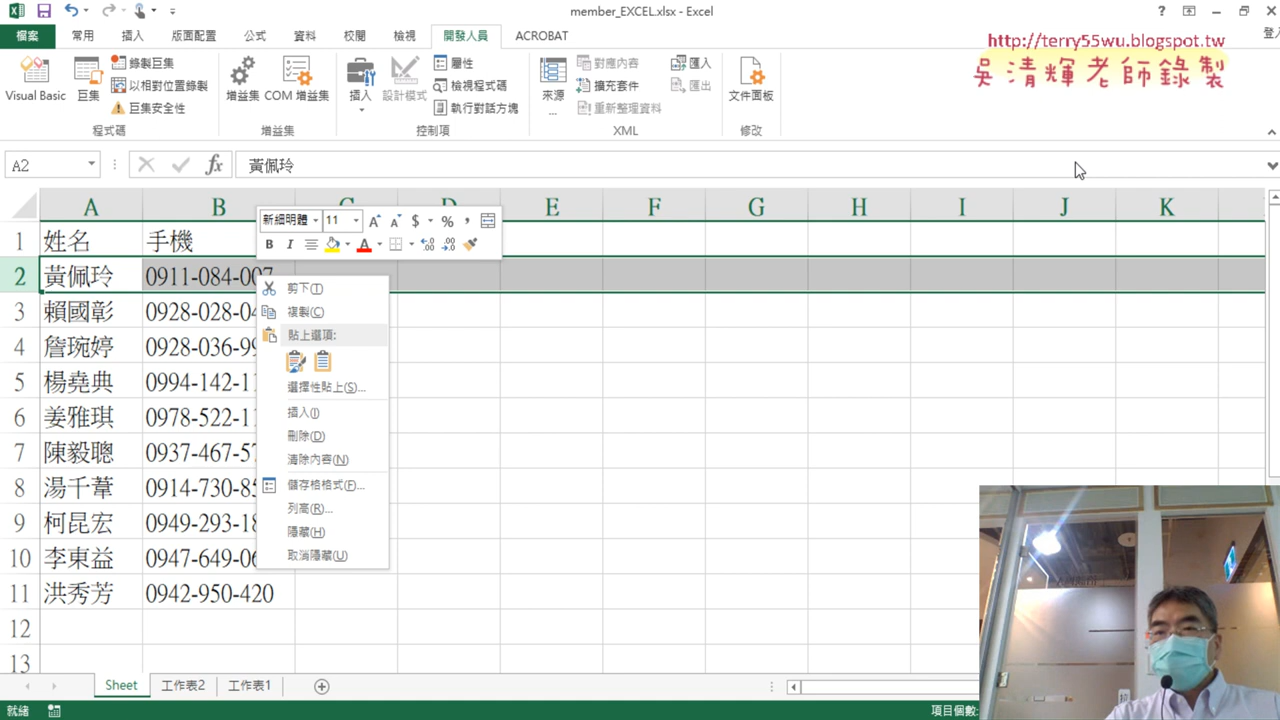 member_EXCEL.xlsx - Excel
檔案 常用 插入 版面配置 公式 資料 校閱 檢視 開發人員 ACROBAT 登
http://terry55wu.blogspot.tw
吳清輝老師錄製
Visual Basic 巨集 錄製巨集 以相對位置錄製 巨集安全性
增益集 COM 增益集
插入 設計模式 屬性 檢視程式碼 執行對話方塊
來源 對應內容 擴充套件 重新整理資料 匯入 匯出
文件面板
程式碼 增益集 控制項 XML 修改
A2 fx 黃佩玲
A B C D E F G H I J K
新細明體 11 $ % ,
B I A
1 姓名 手機
2 黃佩玲 0911-084-007
3 賴國彰 0928-028-0
4 詹琬婷 0928-036-9
5 楊堯典 0994-142-1
6 姜雅琪 0978-522-1
7 陳毅聰 0937-467-5
8 湯千葦 0914-730-8
9 柯昆宏 0949-293-18
10 李東益 0947-649-0
11 洪秀芳 0942-950-420
12
13
剪下(T)
複製(C)
貼上選項:
選擇性貼上(S)...
插入(I)
刪除(D)
清除內容(N)
儲存格格式(F)...
列高(R)...
隱藏(H)
取消隱藏(U)
Sheet 工作表2 工作表1
就緒 項目個數: